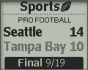 Sports
PRO FOOTBALL
Seattle 14
Tampa Bay 10
Final 9/19